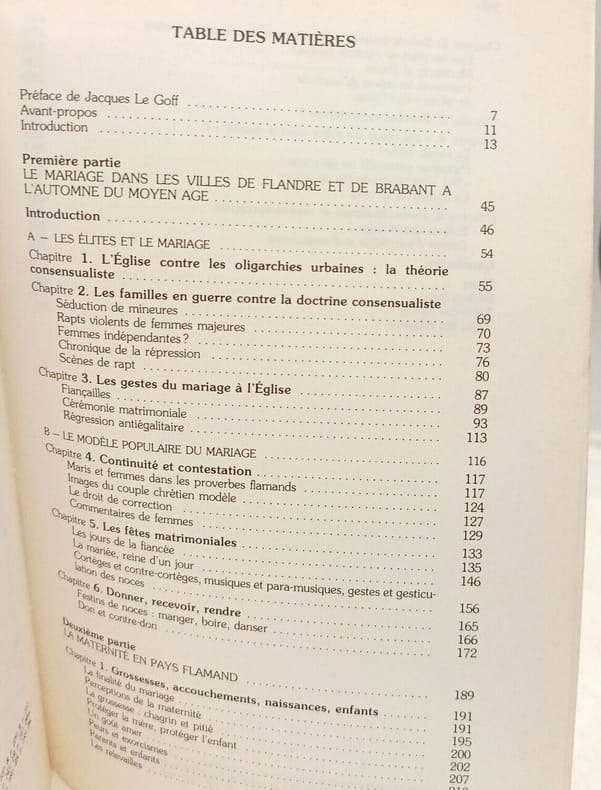 TABLE DES MATIÈRES
Préface de Jacques Le Goff 7
Avant-propos 11
Introduction 13
Première partie
LE MARIAGE DANS LES VILLES DE FLANDRE ET DE BRABANT A
L'AUTOMNE DU MOYEN AGE 45
Introduction 46
A – LES ÉLITES ET LE MARIAGE 54
Chapitre 1. L'Église contre les oligarchies urbaines : la théorie
consensualiste 55
Chapitre 2. Les familles en guerre contre la doctrine consensualiste
Séduction de mineures 69
Rapts violents de femmes majeures 70
Femmes indépendantes ? 73
Chronique de la répression 76
Scènes de rapt 80
Chapitre 3. Les gestes du mariage à l'Église 87
Fiançailles 89
Cérémonie matrimoniale 93
Régression antiégalitaire 113
B – LE MODÈLE POPULAIRE DU MARIAGE 116
Chapitre 4. Continuité et contestation 117
Maris et femmes dans les proverbes flamands 117
Images du couple chrétien modèle 124
Le droit de correction 127
Commentaires de femmes 129
Chapitre 5. Les fêtes matrimoniales 133
Les jours de la fiancée 135
La mariée, reine d'un jour 146
Cortèges et contre-cortèges, musiques et para-musiques, gestes et gesticu-
lation des noces 156
Chapitre 6. Donner, recevoir, rendre 165
Festins de noces : manger, boire, danser 166
Don et contre-don 172
Deuxième partie
LA MATERNITÉ EN PAYS FLAMAND 189
Chapitre 1. Grossesses, accouchements, naissances, enfants 191
La finalité du mariage 191
Perceptions de la maternité 195
La grossesse : chagrin et pitié 200
Protéger la mère, protéger l'enfant 202
Un goût amer 207
Peurs et exorcismes
Parents et enfants
Les relevailles